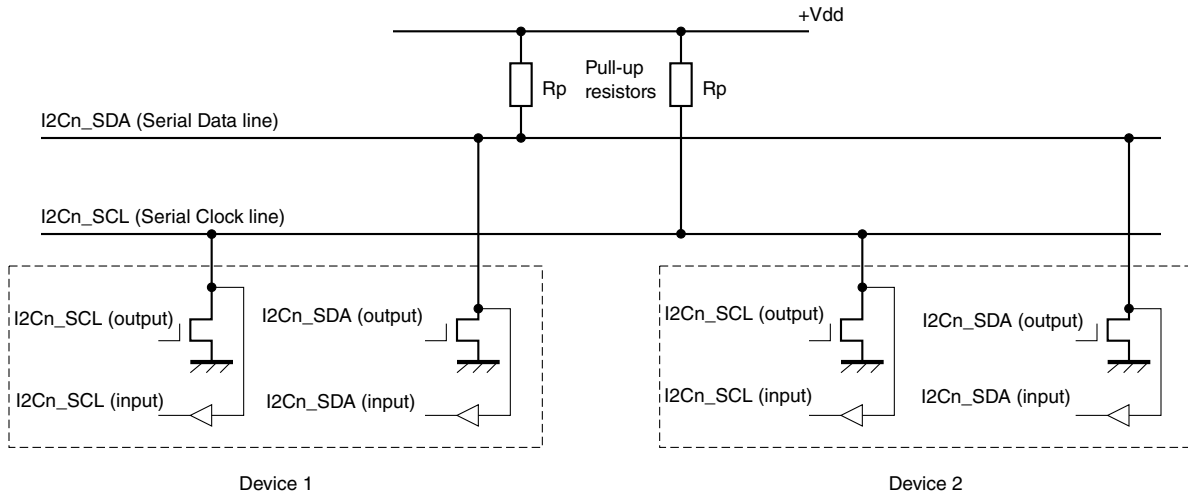 +Vdd
Pull-up
resistors
Rp
Rp
I2Cn_SDA (Serial Data line)
I2Cn_SCL (Serial Clock line)
I2Cn_SCL (output)
I2Cn_SDA (output)
I2Cn_SCL (input)
I2Cn_SDA (input)
Device 1
I2Cn_SCL (output)
I2Cn_SDA (output)
I2Cn_SCL (input)
I2Cn_SDA (input)
Device 2